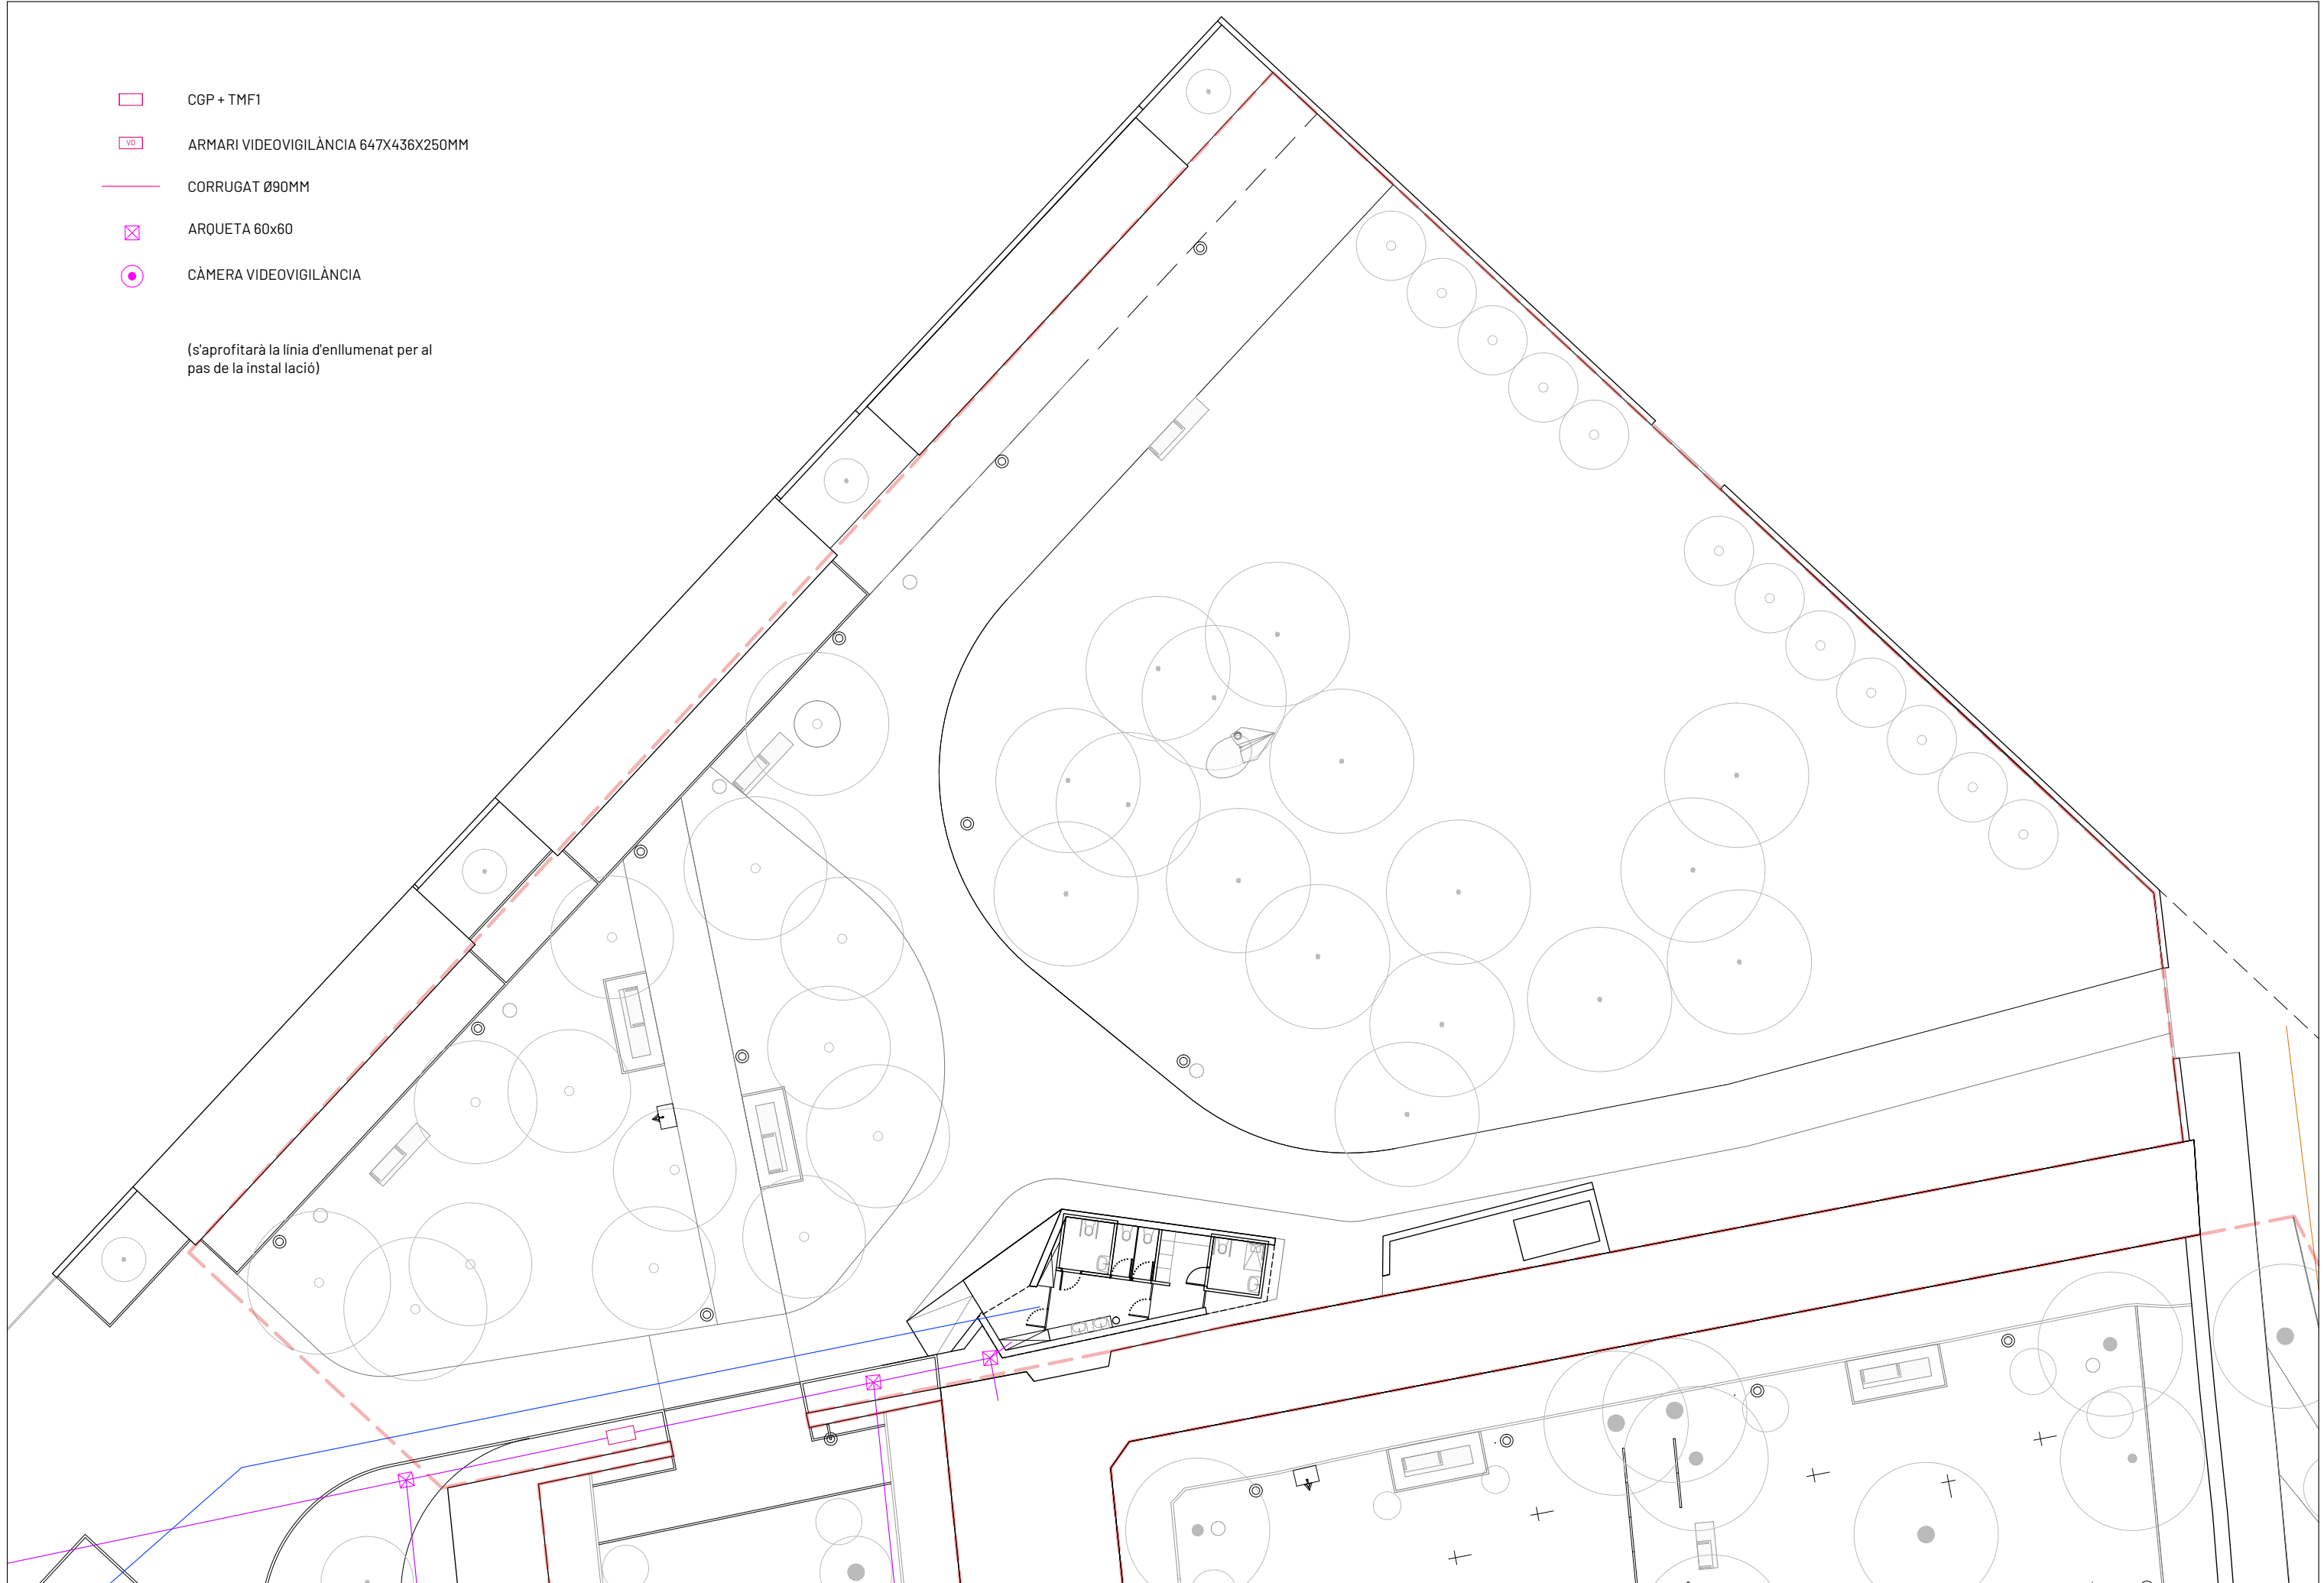 CGP + TMF1
VD
ARMARI VIDEOVIGILÀNCIA 647X436X250MM
CORRUGAT Ø90MM
ARQUETA 60x60
CÀMERA VIDEOVIGILÀNCIA
(s'aprofitarà la línia d'enllumenat per al
pas de la instal lació)